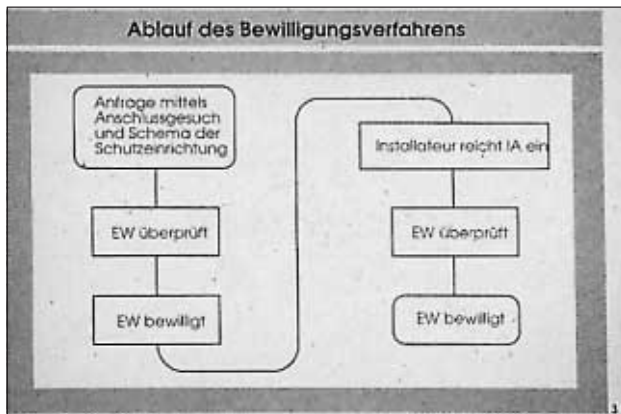 Ablauf des Bewilligungsverfahrens
Anfrage mittels
Anschlussgesuch
und Schema der
Schutzeinrichtung
EW überprüft
EW bewilligt
Installateur reicht IA ein
EW überprüft
EW bewilligt
1